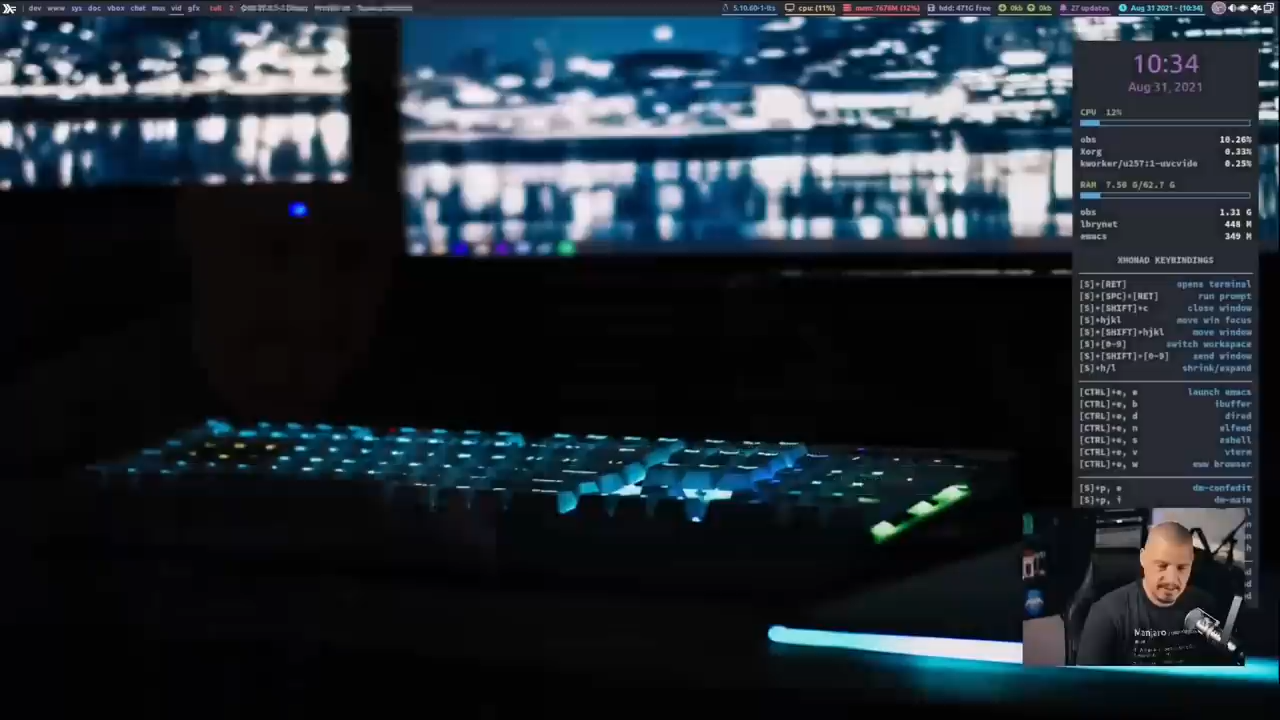 dev www sys doc vbox chat mus vid gfx
5.10.60-1-lts cpu: (11%) mem: 7678M (12%) hdd: 471G free 0kb 0kb 27 updates Aug 31 2021 - (10:34)
10:34
Aug 31, 2021
CPU 12%
obs 10.26%
Xorg 0.33%
kworker/u257:1-uvcvide 0.25%
RAM 7.50 G/62.7 G
obs 1.31 G
lbrynet 448 M
emacs 349 M
XMONAD KEYBINDINGS
[S]+[RET] opens terminal
[S]+[SPC]+[RET] run prompt
[S]+[SHIFT]+c close window
[S]+hjkl move win focus
[S]+[SHIFT]+hjkl move window
[S]+[0-9] switch workspace
[S]+[SHIFT]+[0-9] send window
[S]+h/l shrink/expand
[CTRL]+e, e launch emacs
[CTRL]+e, b ibuffer
[CTRL]+e, d dired
[CTRL]+e, n elfeed
[CTRL]+e, s eshell
[CTRL]+e, v vterm
[CTRL]+e, w eww browser
[S]+p, e dm-confedit
[S]+p, i dm-maim
Manjaro